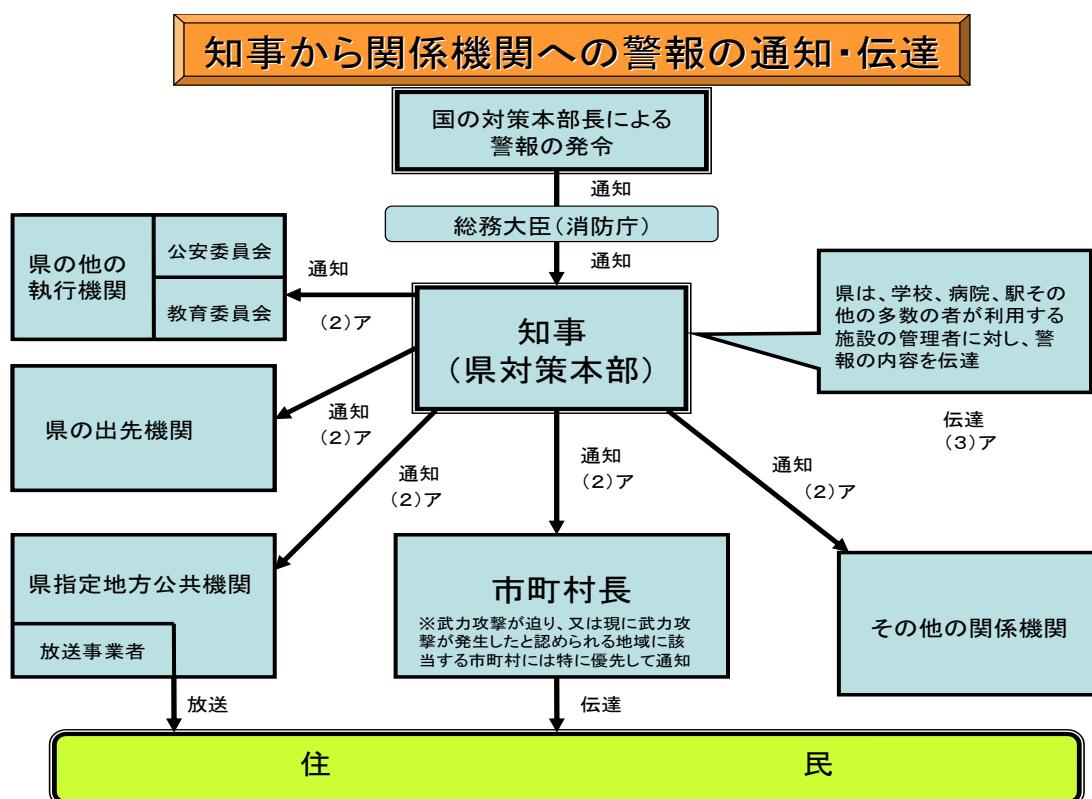 知事から関係機関への警報の通知・伝達
国の対策本部長による
警報の発令
通知
総務大臣(消防庁)
通知
県の他の
執行機関
公安委員会
教育委員会
通知
(2)ア
知事
(県対策本部)
県は、学校、病院、駅その
他の多数の者が利用する
施設の管理者に対し、警
報の内容を伝達
伝達
(3)ア
県の出先機関
通知
(2)ア
通知
(2)ア
通知
(2)ア
通知
(2)ア
県指定地方公共機関
放送事業者
市町村長
※武力攻撃が迫り、又は現に武力攻
撃が発生したと認められる地域に該
当する市町村には特に優先して通知
その他の関係機関
放送
伝達
住 民